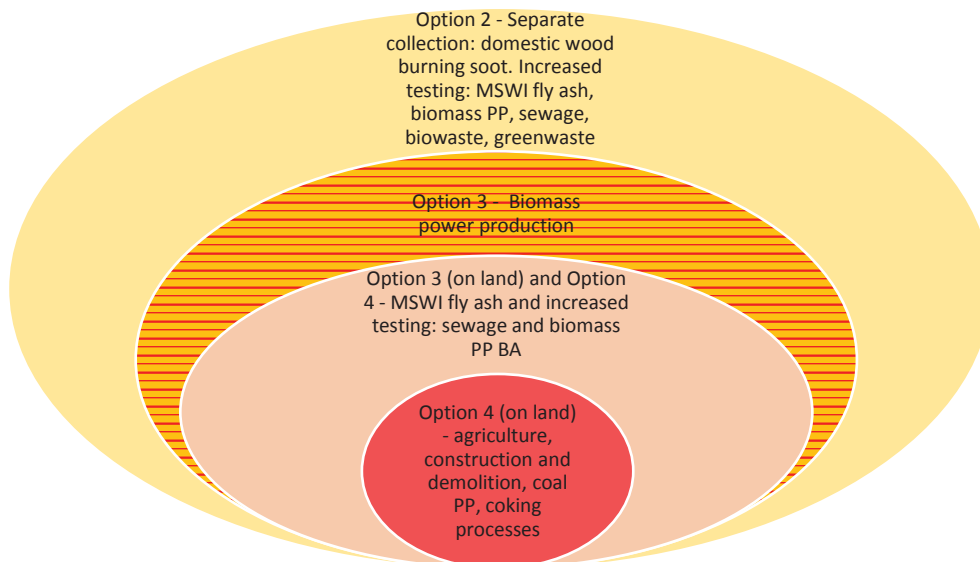 Option 2 - Separate
collection: domestic wood
burning soot. Increased
testing: MSWI fly ash,
biomass PP, sewage,
biowaste, greenwaste
Option 3 -  Biomass
power production
Option 3 (on land) and Option
4 - MSWI fly ash and increased
testing: sewage and biomass
PP BA
Option 4 (on land)
- agriculture,
construction and
demolition, coal
PP, coking
processes